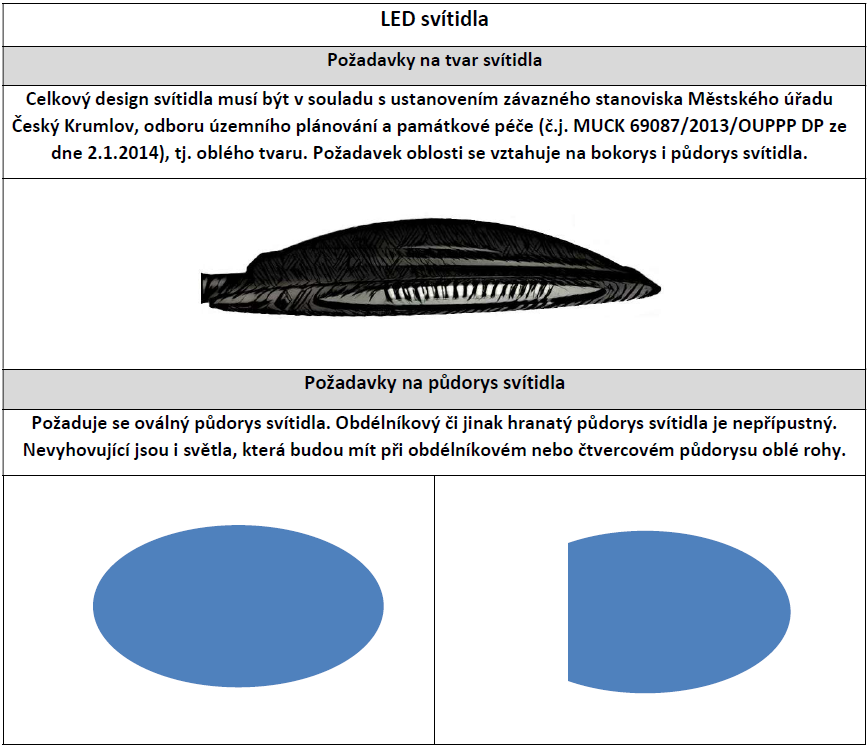 LED svítidla
Požadavky na tvar svítidla
Celkový design svítidla musí být v souladu s ustanovením závazného stanoviska Městského úřadu
Český Krumlov, odboru územního plánování a památkové péče (č.j. MUCK 69087/2013/OUPPP DP ze
dne 2.1.2014), tj. oblého tvaru. Požadavek oblosti se vztahuje na bokorys i půdorys svítidla.
Požadavky na půdorys svítidla
Požaduje se oválný půdorys svítidla. Obdélníkový či jinak hranatý půdorys svítidla je nepřípustný.
Nevyhovující jsou i světla, která budou mít při obdélníkovém nebo čtvercovém půdorysu oblé rohy.